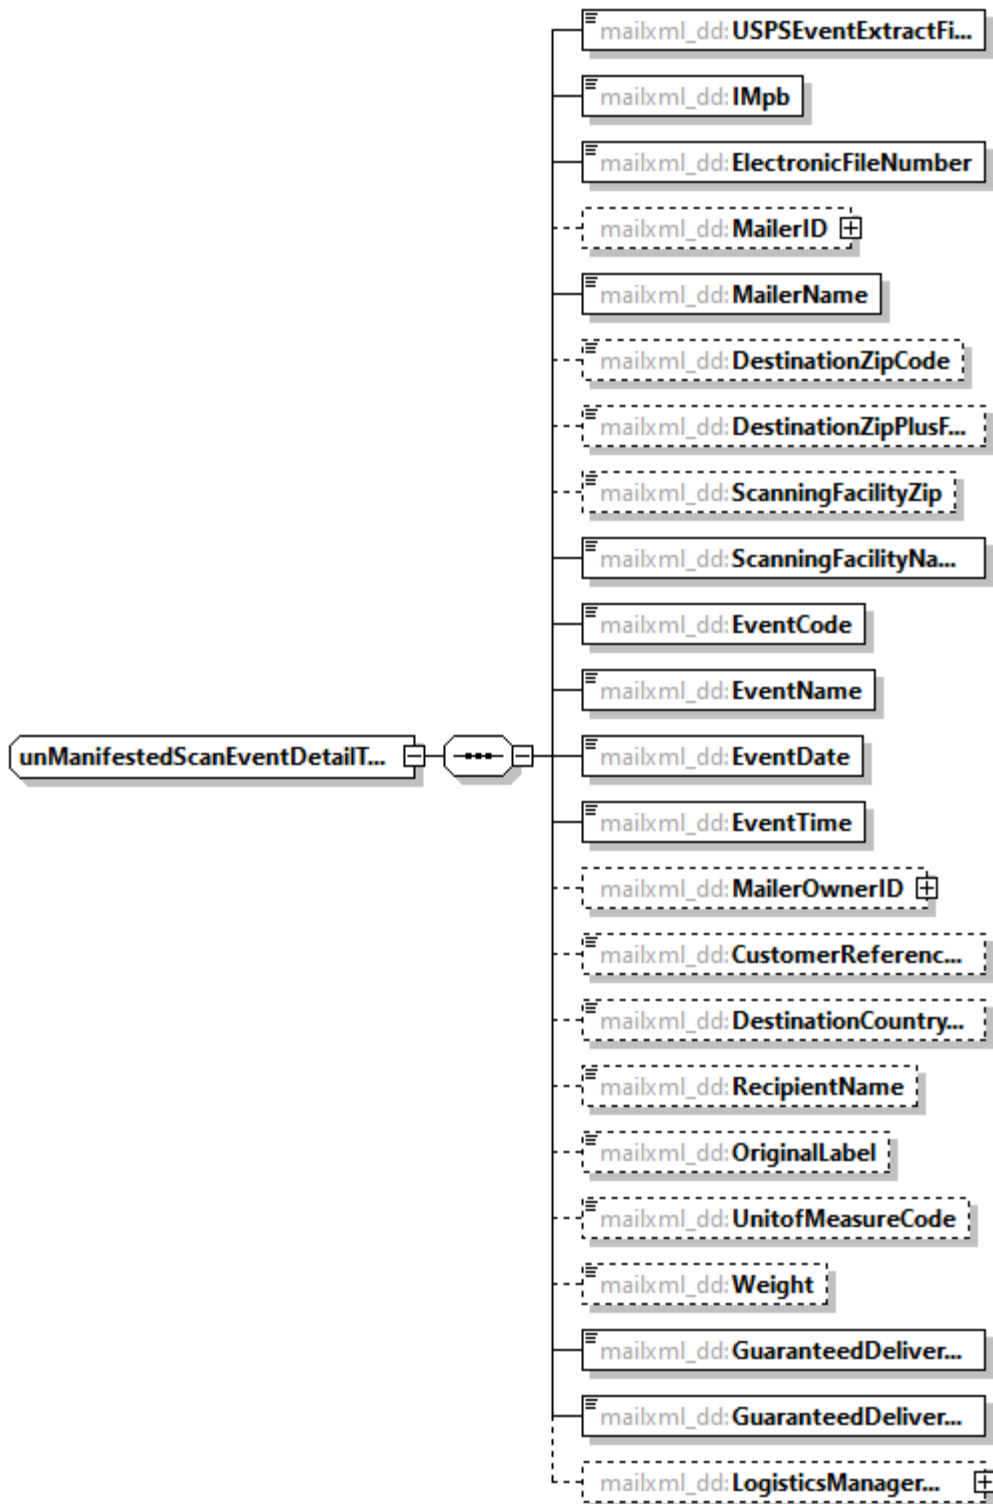 mailxml_dd:USPSEventExtractFi...
mailxml_dd:IMpb
mailxml_dd:ElectronicFileNumber
mailxml_dd:MailerID
mailxml_dd:MailerName
mailxml_dd:DestinationZipCode
mailxml_dd:DestinationZipPlusF...
mailxml_dd:ScanningFacilityZip
mailxml_dd:ScanningFacilityNa...
mailxml_dd:EventCode
mailxml_dd:EventName
unManifestedScanEventDetailT...
mailxml_dd:EventDate
mailxml_dd:EventTime
mailxml_dd:MailerOwnerID
mailxml_dd:CustomerReferenc...
mailxml_dd:DestinationCountry...
mailxml_dd:RecipientName
mailxml_dd:OriginalLabel
mailxml_dd:UnitofMeasureCode
mailxml_dd:Weight
mailxml_dd:GuaranteedDeliver...
mailxml_dd:GuaranteedDeliver...
mailxml_dd:LogisticsManager...